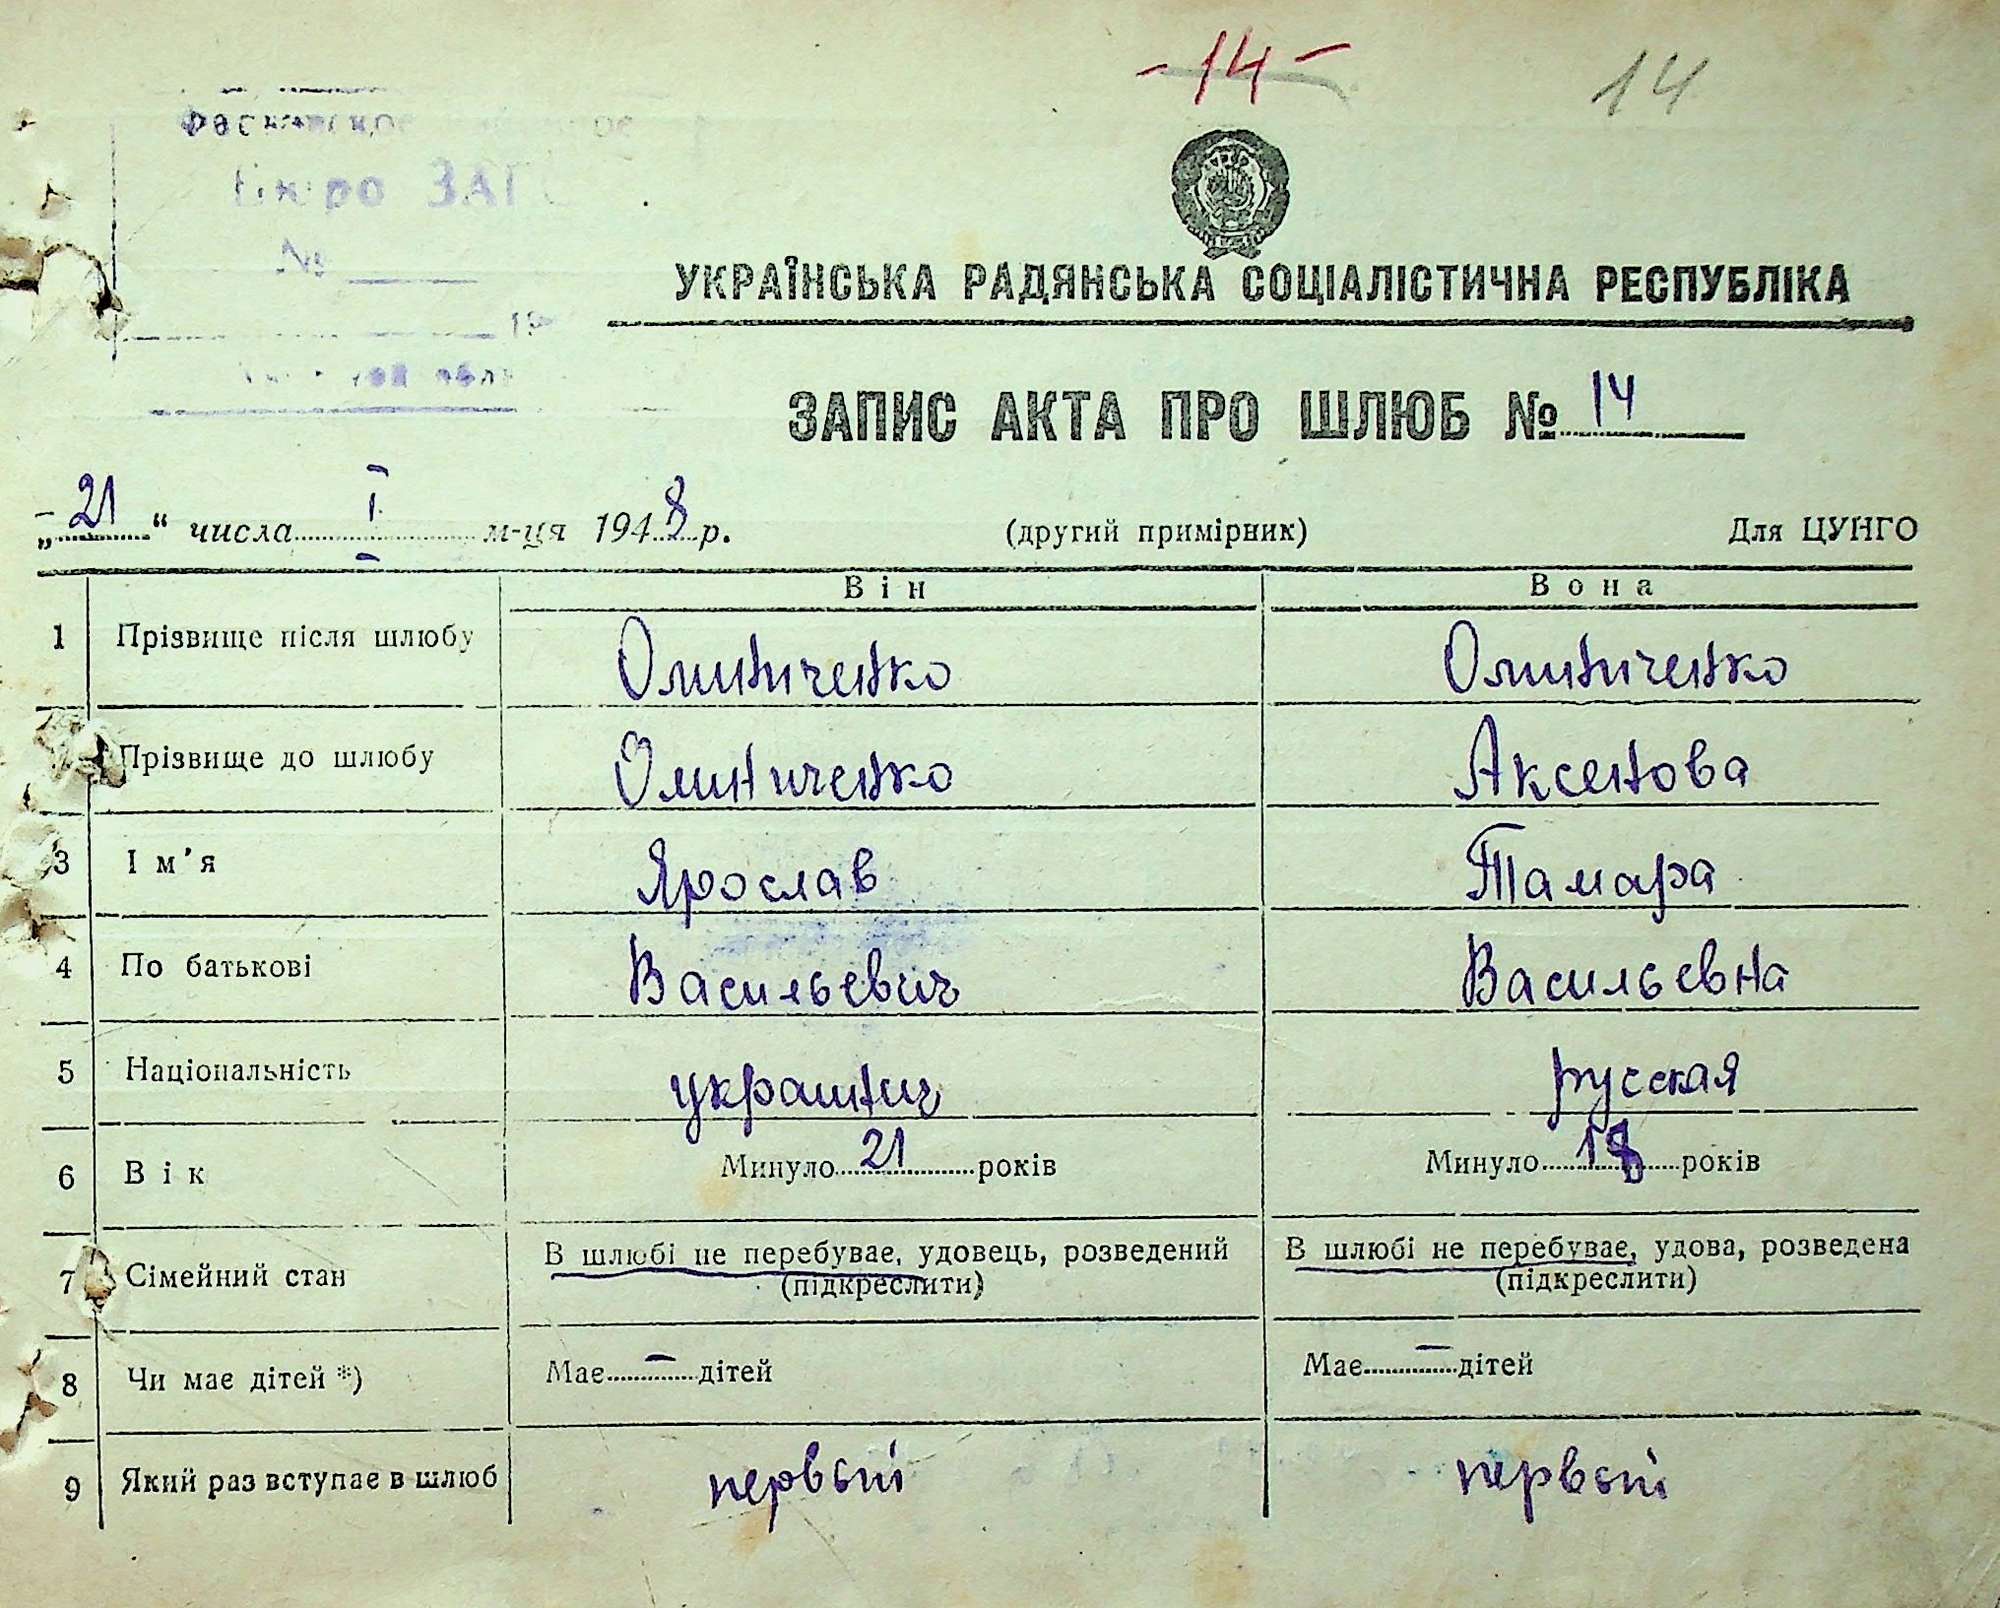 -14-
14
Бюро ЗАГС
№
19
УКРАЇНСЬКА РАДЯНСЬКА СОЦІАЛІСТИЧНА РЕСПУБЛІКА
ЗАПИС АКТА ПРО ШЛЮБ № 14
„21“ числа I м-ця 1948 р. (другий примірник) Для ЦУНГО
Він Вона
1 Прізвище після шлюбу Олиниченко Олиниченко
Прізвище до шлюбу Олиниченко Аксенова
3 Ім'я Ярослав Тамара
4 По батькові Васильевич Васильевна
5 Національність украинец русская
6 Вік Минуло 21 років Минуло 18 років
7 Сімейний стан В шлюбі не перебуває, удовець, розведений В шлюбі не перебуває, удова, розведена
(підкреслити) (підкреслити)
8 Чи має дітей *) Має — дітей Має — дітей
9 Який раз вступає в шлюб первый первый